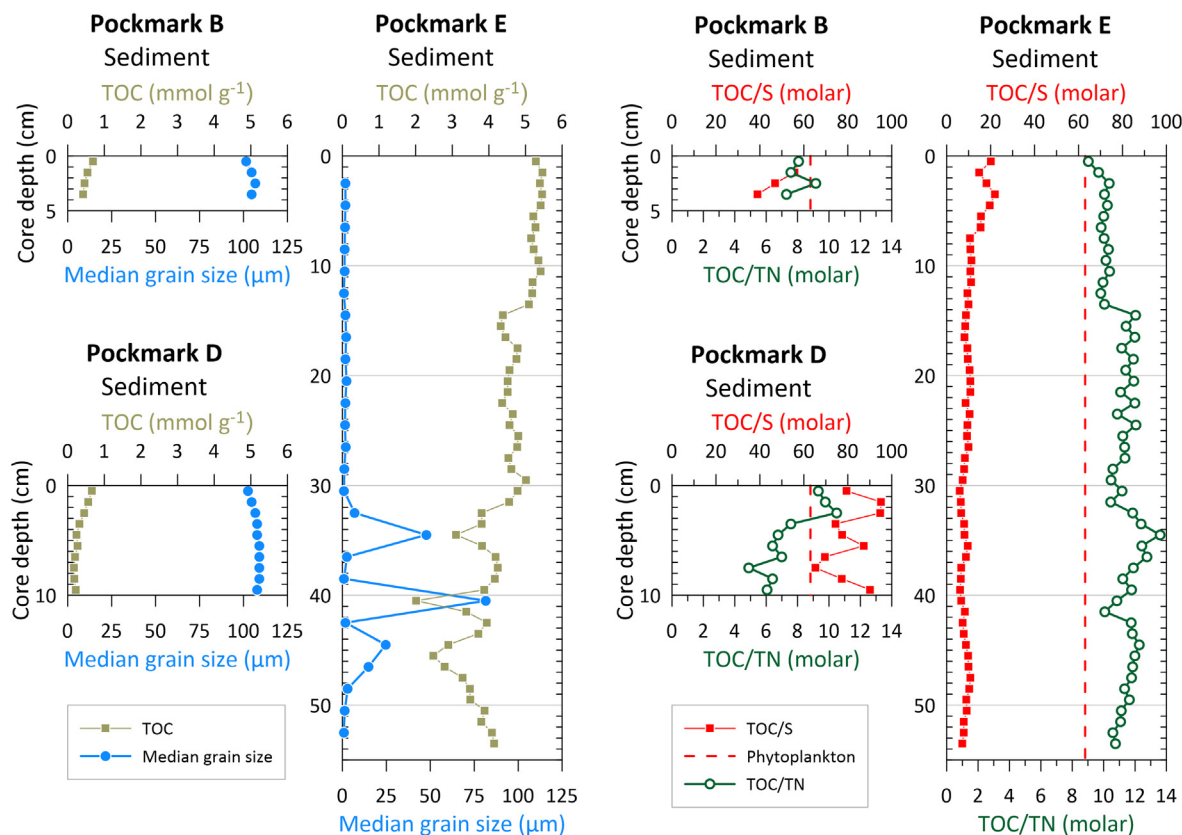 Pockmark B
Sediment
TOC (mmol g⁻¹)
0 1 2 3 4 5 6
Core depth (cm)
0
5
0 25 50 75 100 125
Median grain size (µm)
Pockmark D
Sediment
TOC (mmol g⁻¹)
0 1 2 3 4 5 6
Core depth (cm)
0
10
0 25 50 75 100 125
Median grain size (µm)
TOC
Median grain size
Pockmark E
Sediment
TOC (mmol g⁻¹)
0 1 2 3 4 5 6
0
10
20
30
40
50
0 25 50 75 100 125
Median grain size (µm)
Pockmark B
Sediment
TOC/S (molar)
0 20 40 60 80 100
Core depth (cm)
0
5
0 2 4 6 8 10 12 14
TOC/TN (molar)
Pockmark D
Sediment
TOC/S (molar)
0 20 40 60 80 100
Core depth (cm)
0
10
0 2 4 6 8 10 12 14
TOC/TN (molar)
TOC/S
Phytoplankton
TOC/TN
Pockmark E
Sediment
TOC/S (molar)
0 20 40 60 80 100
0
10
20
30
40
50
0 2 4 6 8 10 12 14
TOC/TN (molar)